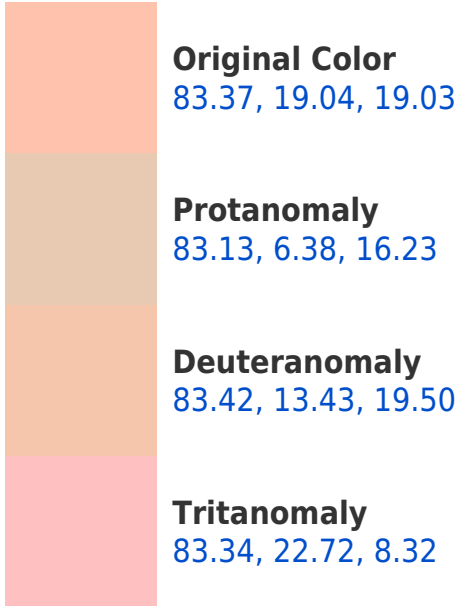 Original Color
83.37, 19.04, 19.03
Protanomaly
83.13, 6.38, 16.23
Deuteranomaly
83.42, 13.43, 19.50
Tritanomaly
83.34, 22.72, 8.32